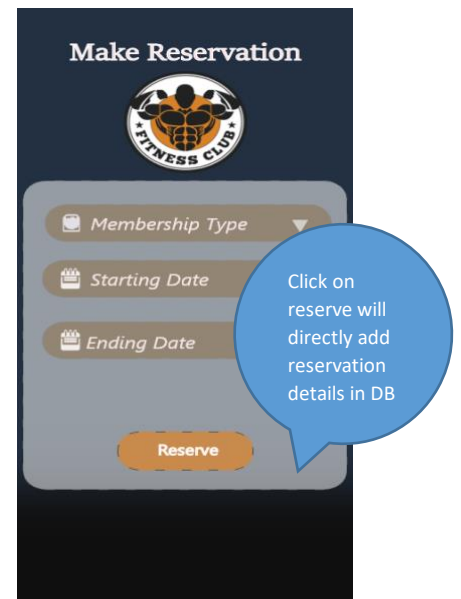 Make Reservation
FITNESS CLUB
Membership Type
Starting Date
Ending Date
Click on
reserve will
directly add
reservation
details in DB
Reserve